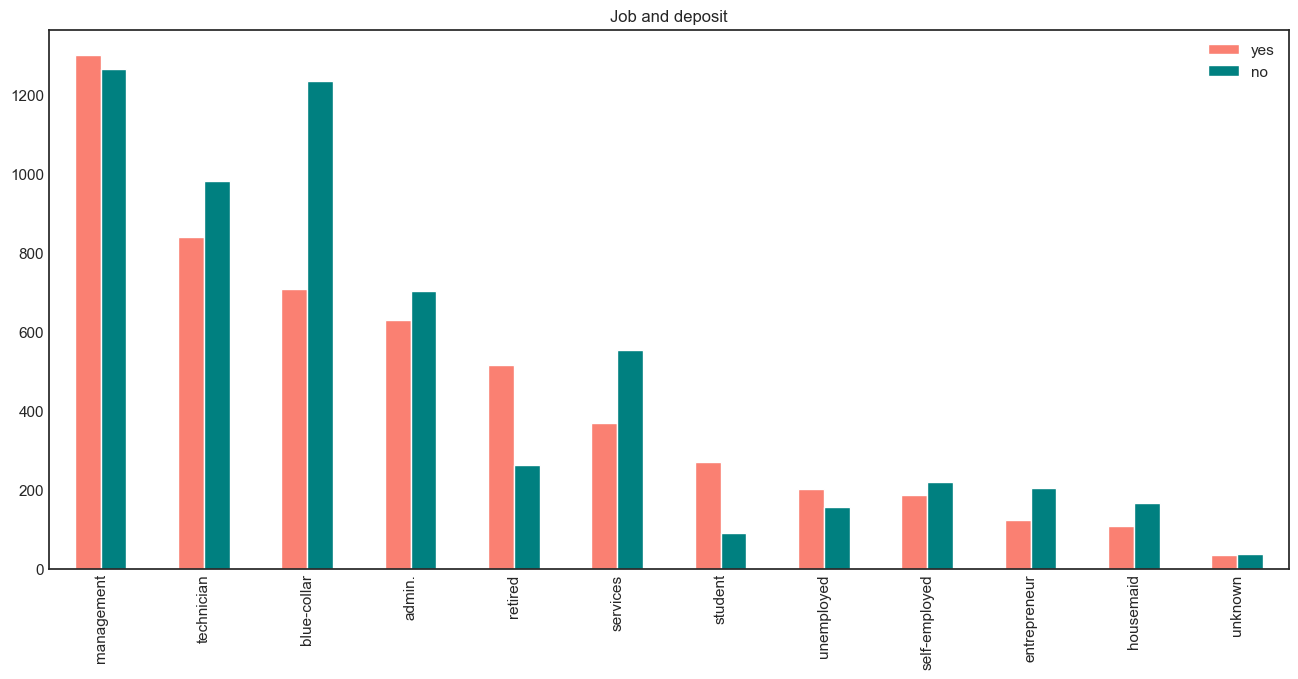 Job and deposit
yes
no
1200
1000
800
600
400
200
0
management
technician
blue-collar
admin.
retired
services
student
unemployed
self-employed
entrepreneur
housemaid
unknown